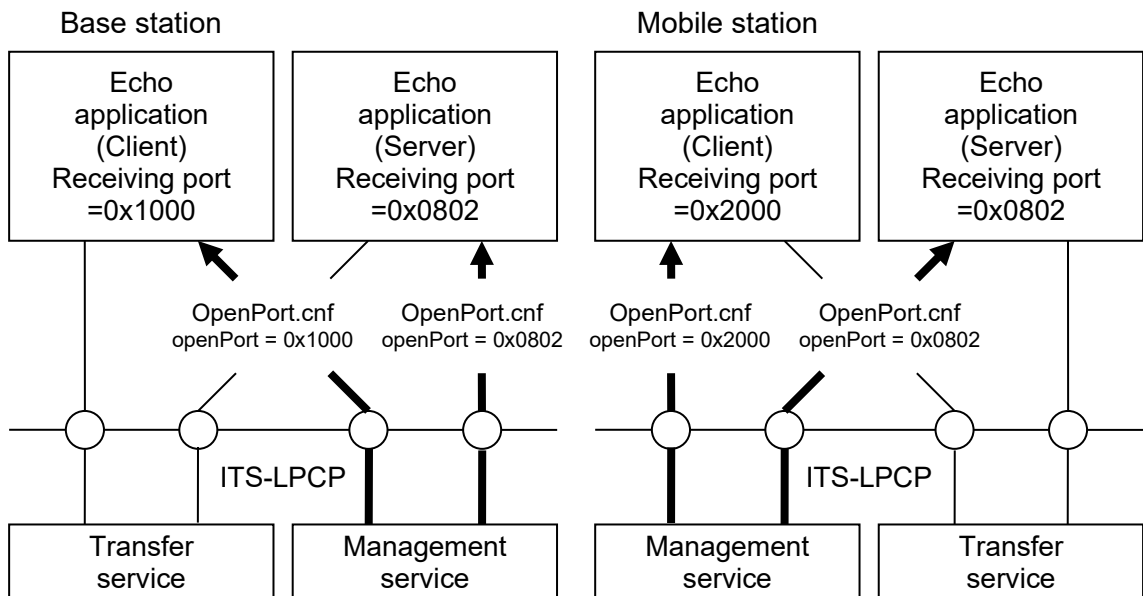 Base station
Mobile station
Echo
application
(Client)
Receiving port
=0x1000
Echo
application
(Server)
Receiving port
=0x0802
Echo
application
(Client)
Receiving port
=0x2000
Echo
application
(Server)
Receiving port
=0x0802
OpenPort.cnf
openPort = 0x1000
OpenPort.cnf
openPort = 0x0802
OpenPort.cnf
openPort = 0x2000
OpenPort.cnf
openPort = 0x0802
ITS-LPCP
ITS-LPCP
Transfer
service
Management
service
Management
service
Transfer
service